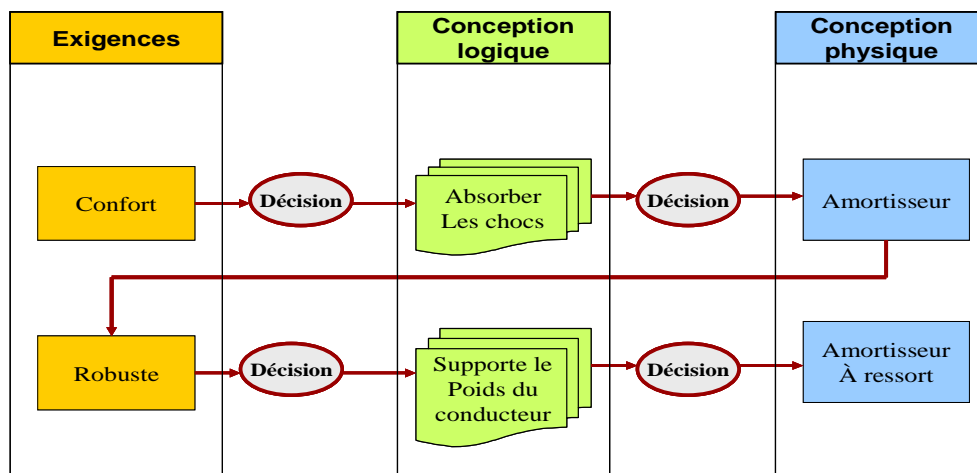 Exigences
Conception
logique
Conception
physique
Confort
Décision
Absorber
Les chocs
Décision
Amortisseur
Robuste
Décision
Supporte le
Poids du
conducteur
Décision
Amortisseur
À ressort